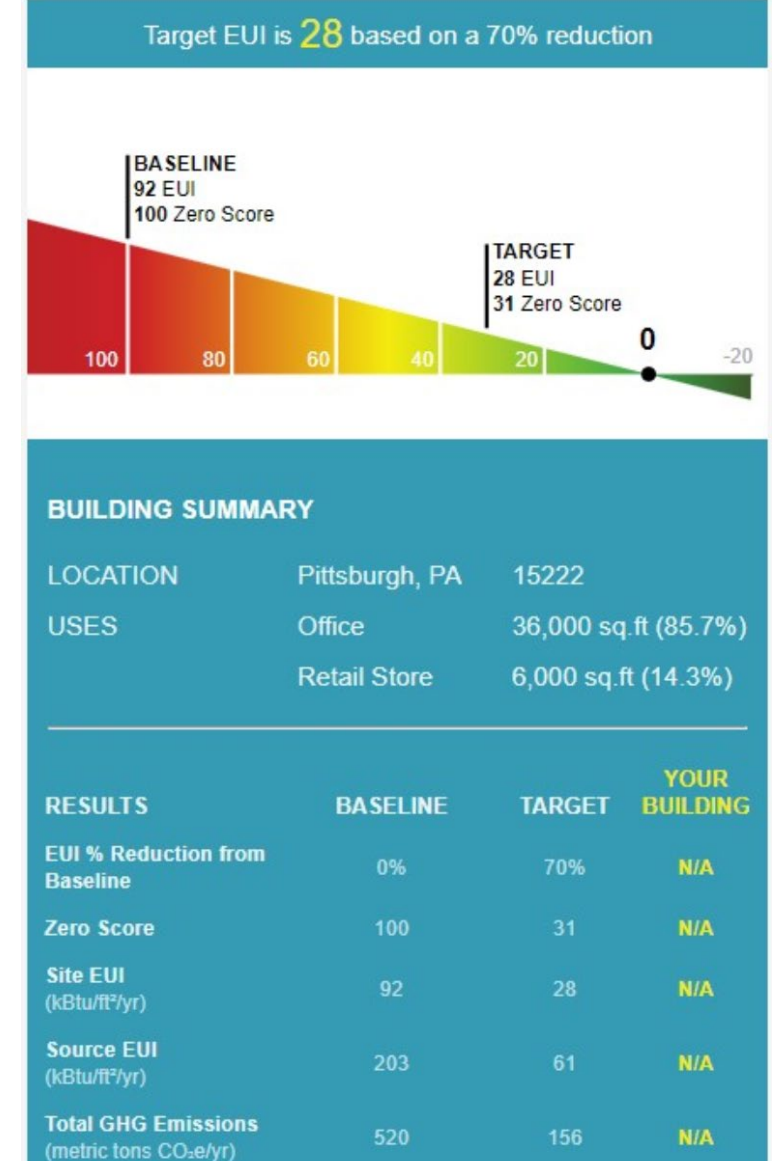 Target EUI is 28 based on a 70% reduction
BASELINE
92 EUI
100 Zero Score
TARGET
28 EUI
31 Zero Score
100 80 60 40 20 0 -20
BUILDING SUMMARY
LOCATION Pittsburgh, PA 15222
USES Office 36,000 sq.ft (85.7%)
Retail Store 6,000 sq.ft (14.3%)
RESULTS BASELINE TARGET YOUR BUILDING
EUI % Reduction from
Baseline 0% 70% N/A
Zero Score 100 31 N/A
Site EUI
(kBtu/ft²/yr) 92 28 N/A
Source EUI
(kBtu/ft²/yr) 203 61 N/A
Total GHG Emissions
(metric tons CO₂e/yr) 520 156 N/A